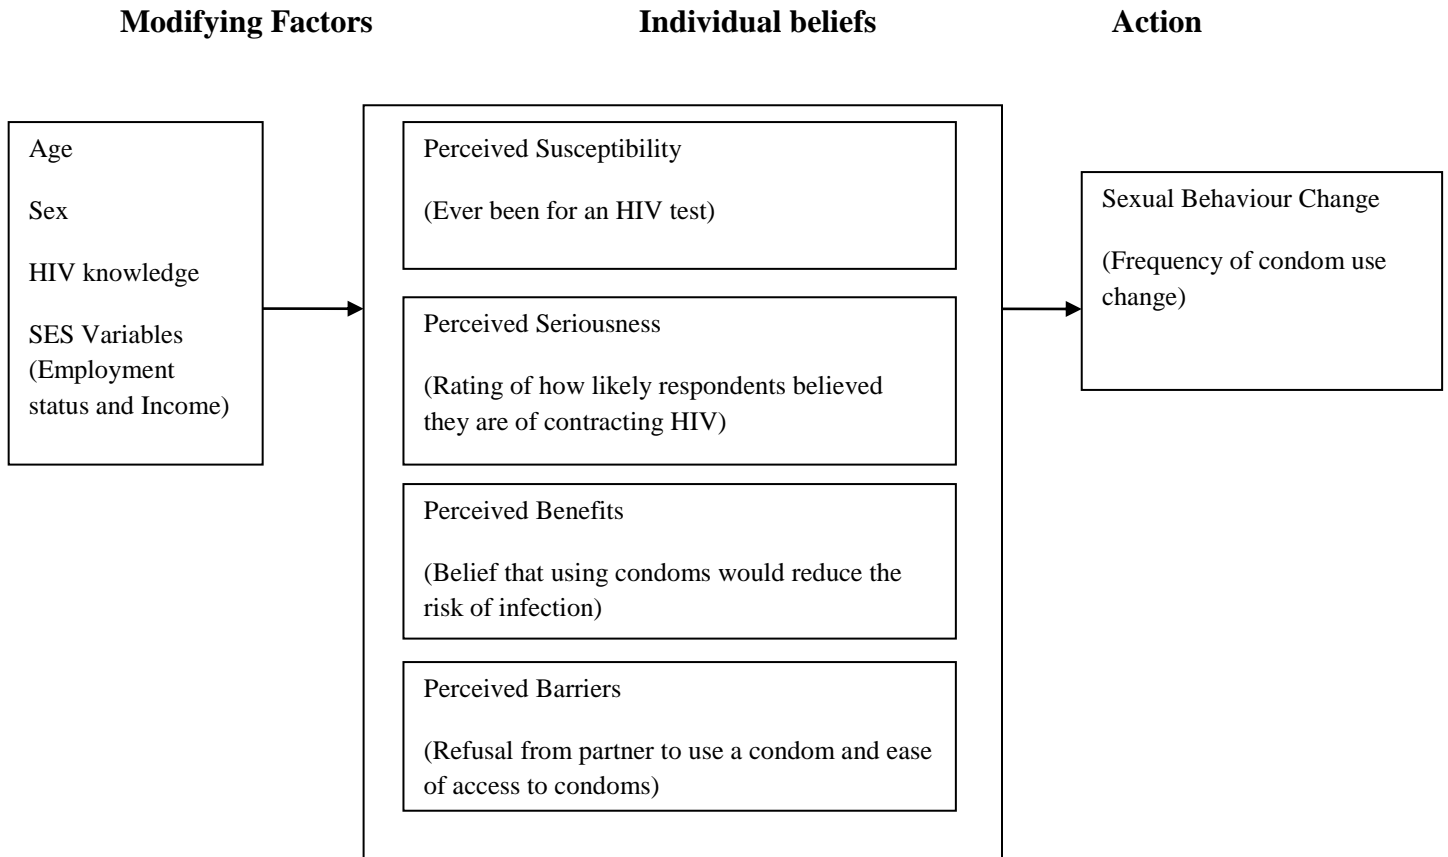 Modifying Factors Individual beliefs Action
Age
Sex
HIV knowledge
SES Variables
(Employment
status and Income)
Perceived Susceptibility
(Ever been for an HIV test)
Perceived Seriousness
(Rating of how likely respondents believed
they are of contracting HIV)
Perceived Benefits
(Belief that using condoms would reduce the
risk of infection)
Perceived Barriers
(Refusal from partner to use a condom and ease
of access to condoms)
Sexual Behaviour Change
(Frequency of condom use
change)